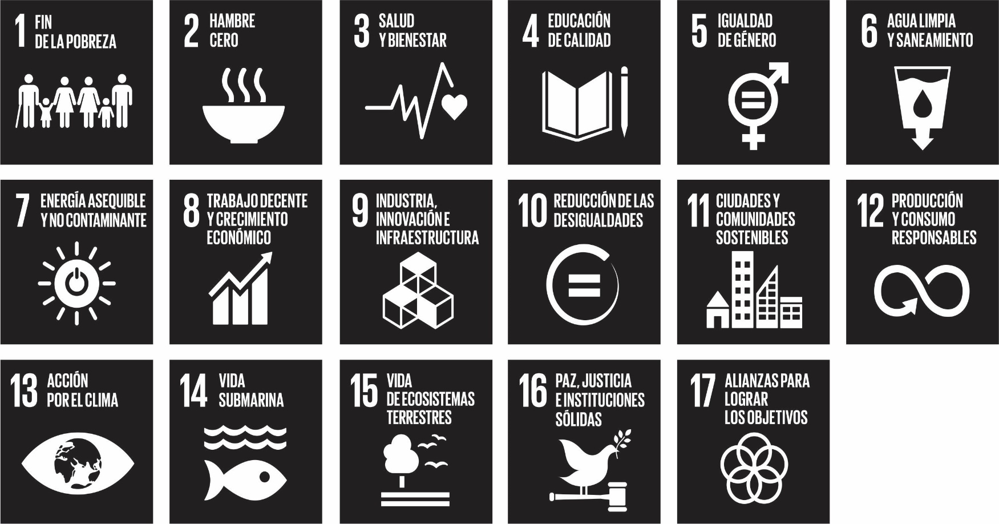 1 FIN
DE LA POBREZA
2 HAMBRE
CERO
3 SALUD
Y BIENESTAR
4 EDUCACIÓN
DE CALIDAD
5 IGUALDAD
DE GÉNERO
6 AGUA LIMPIA
Y SANEAMIENTO
7 ENERGÍA ASEQUIBLE
Y NO CONTAMINANTE
8 TRABAJO DECENTE
Y CRECIMIENTO
ECONÓMICO
9 INDUSTRIA,
INNOVACIÓN E
INFRAESTRUCTURA
10 REDUCCIÓN DE LAS
DESIGUALDADES
11 CIUDADES Y
COMUNIDADES
SOSTENIBLES
12 PRODUCCIÓN
Y CONSUMO
RESPONSABLES
13 ACCIÓN
POR EL CLIMA
14 VIDA
SUBMARINA
15 VIDA
DE ECOSISTEMAS
TERRESTRES
16 PAZ, JUSTICIA
E INSTITUCIONES
SÓLIDAS
17 ALIANZAS PARA
LOGRAR
LOS OBJETIVOS